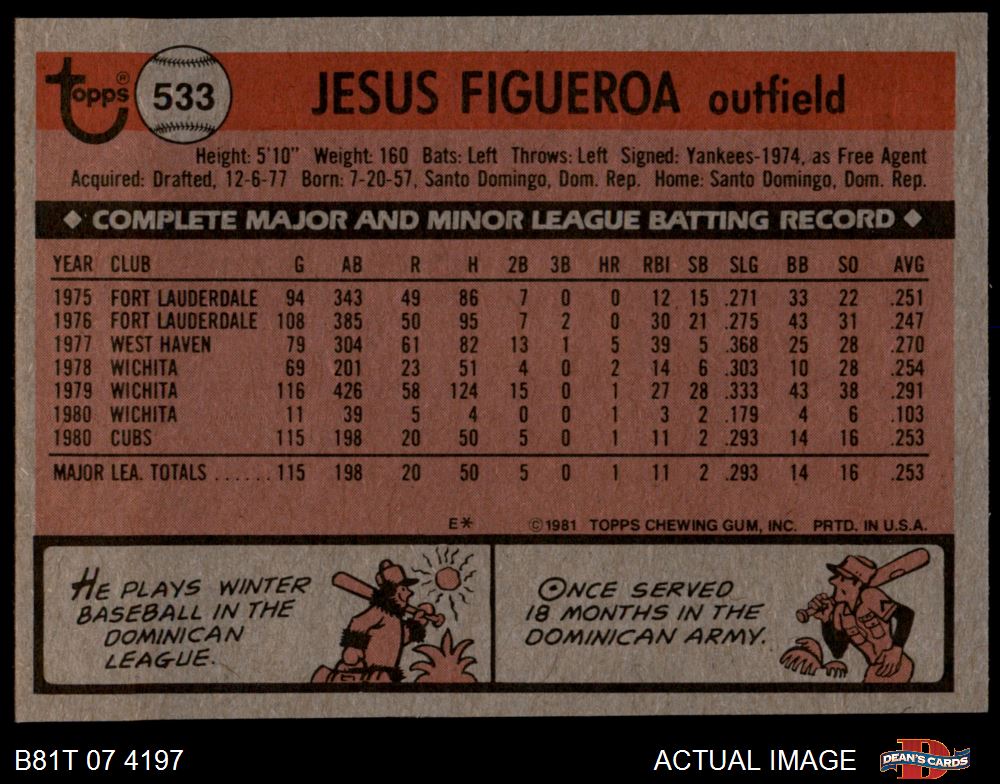 topps® 533 JESUS FIGUEROA outfield
Height: 5'10" Weight: 160 Bats: Left Throws: Left Signed: Yankees-1974, as Free Agent
Acquired: Drafted, 12-6-77 Born: 7-20-57, Santo Domingo, Dom. Rep. Home: Santo Domingo, Dom. Rep.
◆ COMPLETE MAJOR AND MINOR LEAGUE BATTING RECORD ◆
YEAR CLUB G AB R H 2B 3B HR RBI SB SLG BB SO AVG
1975 FORT LAUDERDALE 94 343 49 86 7 0 0 12 15 .271 33 22 .251
1976 FORT LAUDERDALE 108 385 50 95 7 2 0 30 21 .275 43 31 .247
1977 WEST HAVEN 79 304 61 82 13 1 5 39 5 .368 25 28 .270
1978 WICHITA 69 201 23 51 4 0 2 14 6 .303 10 28 .254
1979 WICHITA 116 426 58 124 15 0 1 27 28 .333 43 38 .291
1980 WICHITA 11 39 5 4 0 0 1 3 2 .179 4 6 .103
1980 CUBS 115 198 20 50 5 0 1 11 2 .293 14 16 .253
MAJOR LEA. TOTALS ...... 115 198 20 50 5 0 1 11 2 .293 14 16 .253
E* ©1981 TOPPS CHEWING GUM, INC. PRTD. IN U.S.A.
HE PLAYS WINTER
BASEBALL IN THE
DOMINICAN
LEAGUE.
ONCE SERVED
18 MONTHS IN THE
DOMINICAN ARMY.
B81T 07 4197 ACTUAL IMAGE D DEAN'S CARDS